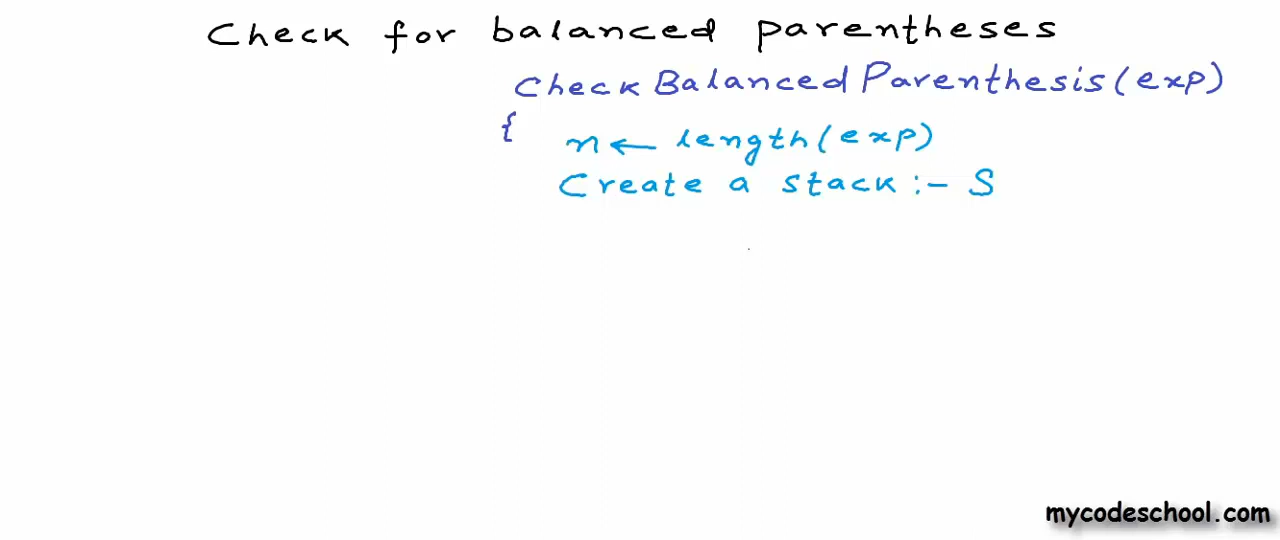 Check for balanced parentheses
CheckBalancedParenthesis(exp)
{
n ← length(exp)
Create a stack :- S
mycodeschool.com